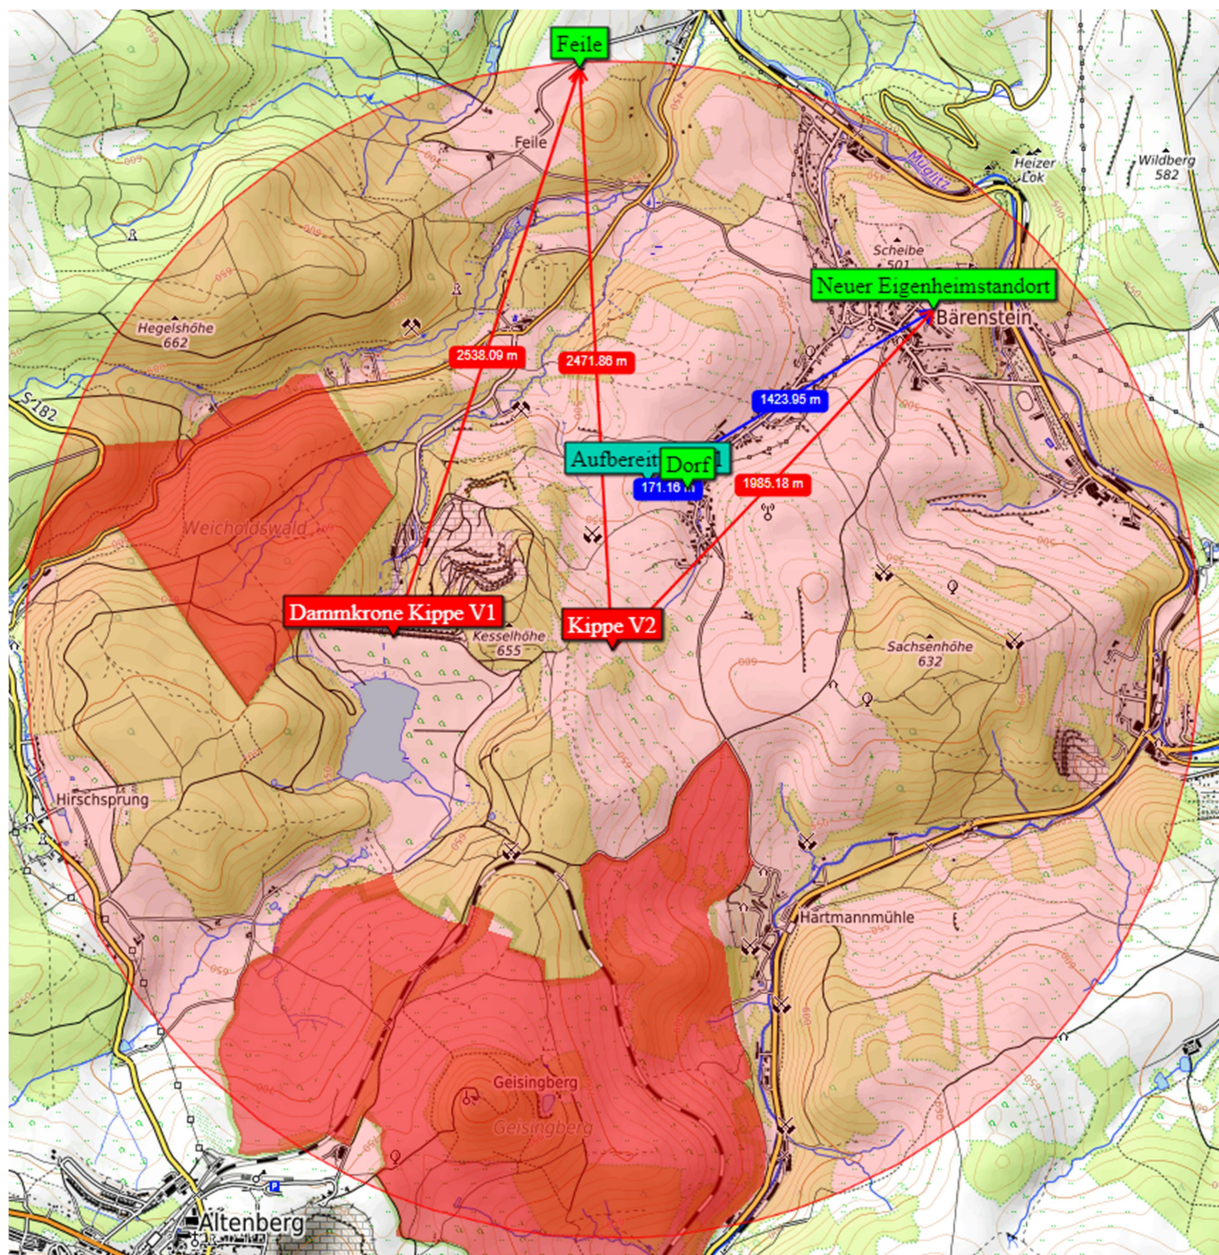 Feile
Feile
Müglitz
Heizer
Lok
Wildberg
582
Scheibe
501
Neuer Eigenheimstandort
Bärenstein
Hegelshöhe
662
2538.09 m
2471.86 m
1423.95 m
S 182
Aufbereit
1
Dorf
171.16 m
1985.18 m
Weicholdswald
Dammkrone Kippe V1
Kippe V2
Kesselhöhe
655
Sachsenhöhe
632
Hirschsprung
Hartmannmühle
Geisingberg
Geisingberg
P
Altenberg